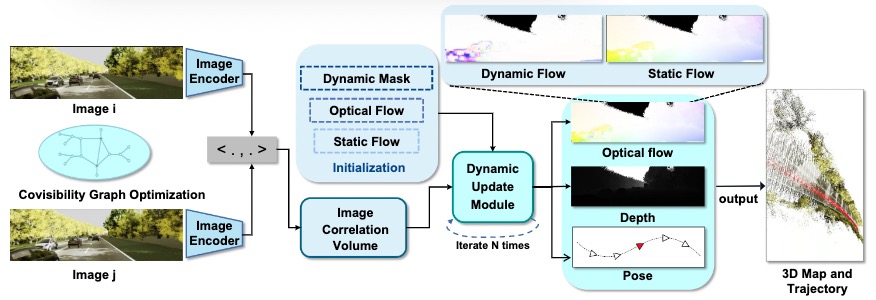 Dynamic Flow
Static Flow
Image
Encoder
Image i
Dynamic Mask
Optical Flow
Static Flow
Initialization
< . , . >
Covisibility Graph Optimization
Image
Encoder
Image j
Image
Correlation
Volume
Dynamic
Update
Module
Iterate N times
Optical flow
Depth
Pose
output
3D Map and
Trajectory